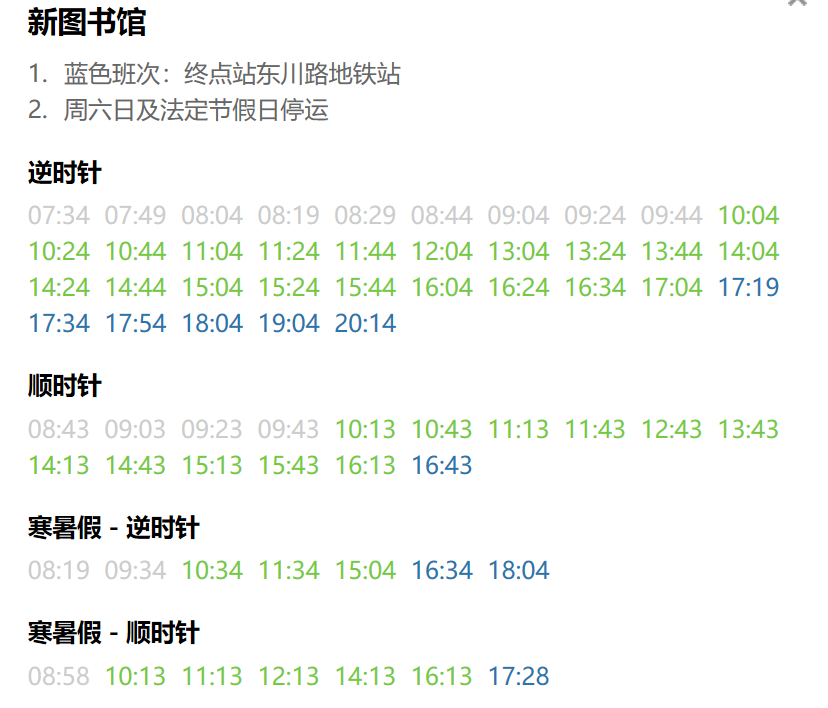 新图书馆
1. 蓝色班次：终点站东川路地铁站
2. 周六日及法定节假日停运
逆时针
07:34 07:49 08:04 08:19 08:29 08:44 09:04 09:24 09:44 10:04
10:24 10:44 11:04 11:24 11:44 12:04 13:04 13:24 13:44 14:04
14:24 14:44 15:04 15:24 15:44 16:04 16:24 16:34 17:04 17:19
17:34 17:54 18:04 19:04 20:14
顺时针
08:43 09:03 09:23 09:43 10:13 10:43 11:13 11:43 12:43 13:43
14:13 14:43 15:13 15:43 16:13 16:43
寒暑假 - 逆时针
08:19 09:34 10:34 11:34 15:04 16:34 18:04
寒暑假 - 顺时针
08:58 10:13 11:13 12:13 14:13 16:13 17:28